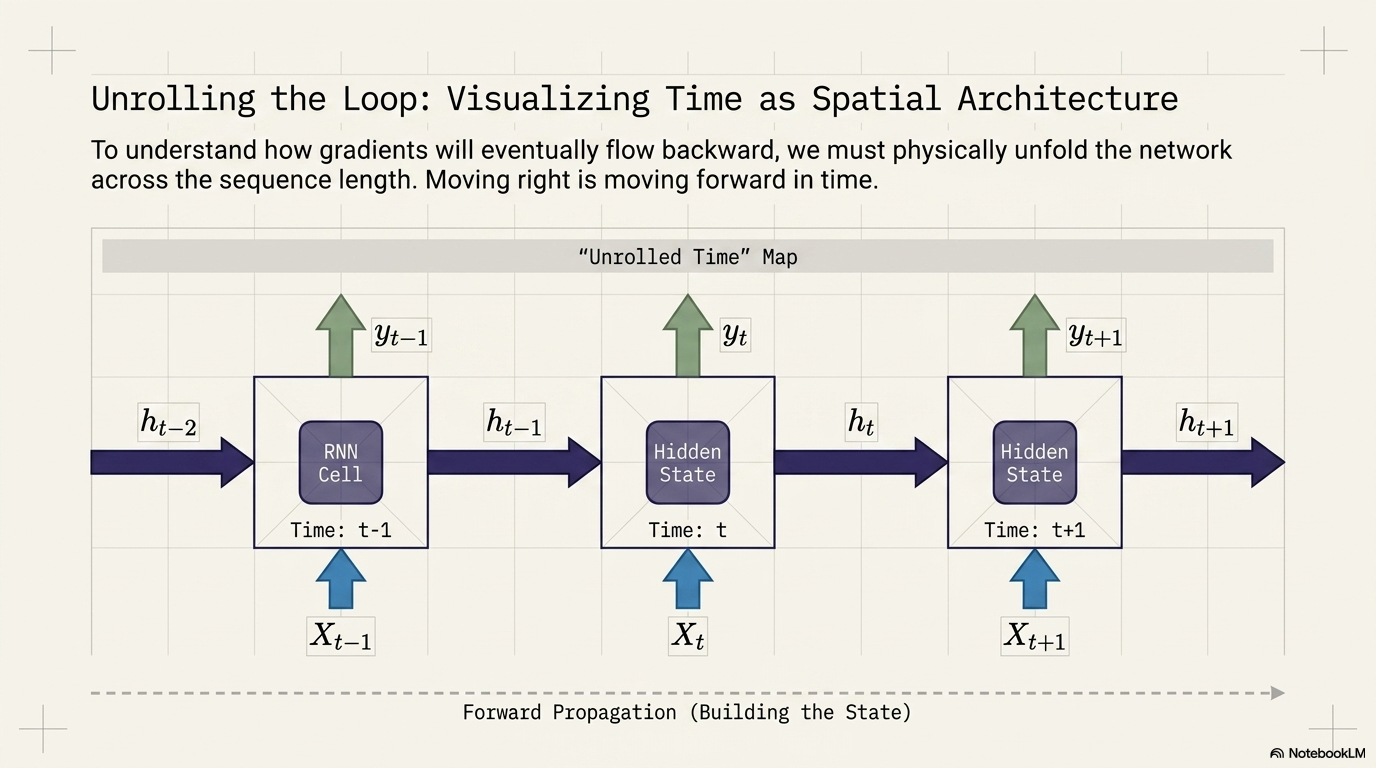 Unrolling the Loop: Visualizing Time as Spatial Architecture
To understand how gradients will eventually flow backward, we must physically unfold the network
across the sequence length. Moving right is moving forward in time.
“Unrolled Time” Map
y_{t−1}
y_t
y_{t+1}
h_{t−2}
h_{t−1}
h_t
h_{t+1}
RNN
Cell
Time: t-1
Hidden
State
Time: t
Hidden
State
Time: t+1
X_{t−1}
X_t
X_{t+1}
Forward Propagation (Building the State)
NotebookLM